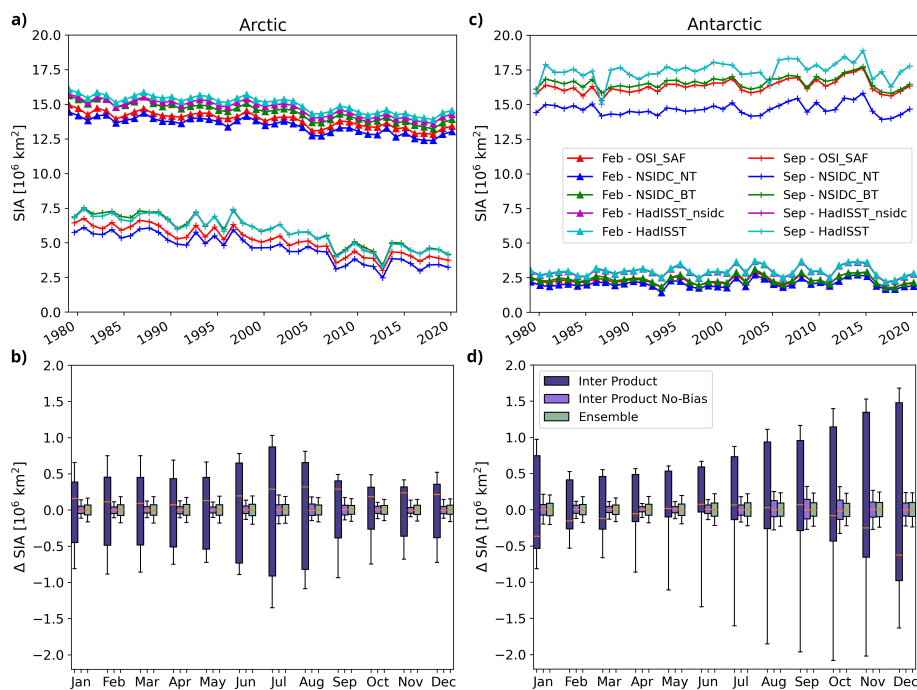 a)
Arctic
SIA [10⁶ km²]
20.0
17.5
15.0
12.5
10.0
7.5
5.0
2.5
0.0
1980
1985
1990
1995
2000
2005
2010
2015
2020
c)
Antarctic
SIA [10⁶ km²]
20.0
17.5
15.0
12.5
10.0
7.5
5.0
2.5
0.0
Feb - OSI_SAF
Feb - NSIDC_NT
Feb - NSIDC_BT
Feb - HadISST_nsidc
Feb - HadISST
Sep - OSI_SAF
Sep - NSIDC_NT
Sep - NSIDC_BT
Sep - HadISST_nsidc
Sep - HadISST
1980
1985
1990
1995
2000
2005
2010
2015
2020
b)
Δ SIA [10⁶ km²]
2.0
1.5
1.0
0.5
0.0
−0.5
−1.0
−1.5
−2.0
Jan Feb Mar Apr May Jun Jul Aug Sep Oct Nov Dec
d)
Δ SIA [10⁶ km²]
2.0
1.5
1.0
0.5
0.0
−0.5
−1.0
−1.5
−2.0
Inter Product
Inter Product No-Bias
Ensemble
Jan Feb Mar Apr May Jun Jul Aug Sep Oct Nov Dec